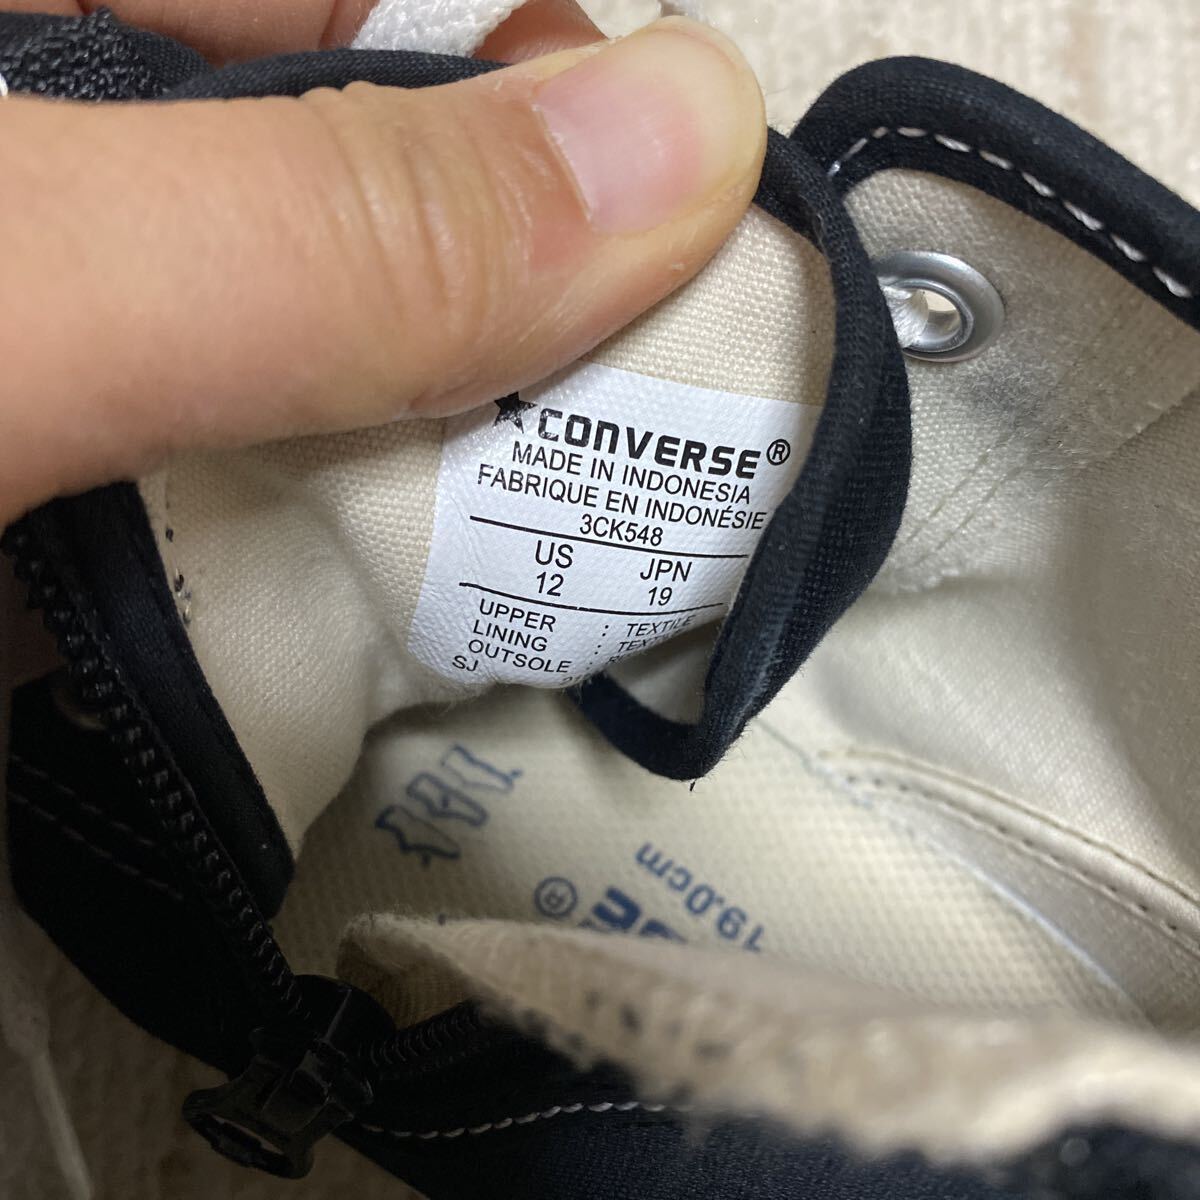 ★CONVERSE®
MADE IN INDONESIA
FABRIQUE EN INDONÉSIE
3CK548
US JPN
12 19
UPPER : TEXTILE
LINING :
OUTSOLE :
SJ
19.0cm
®